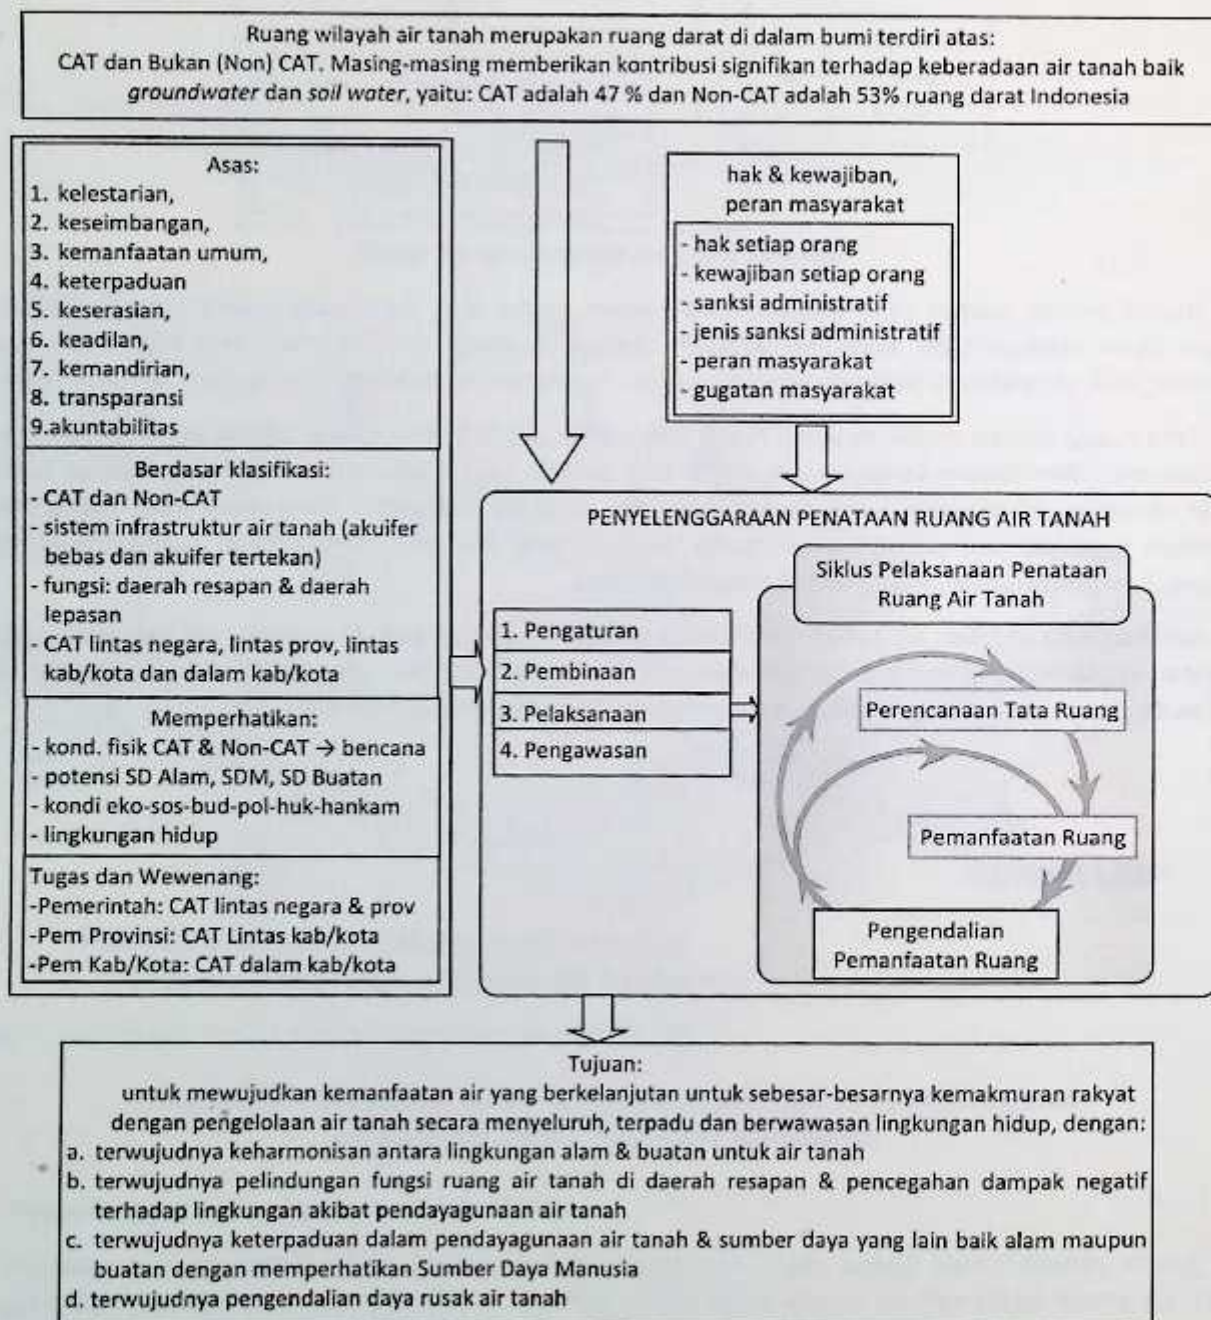 Ruang wilayah air tanah merupakan ruang darat di dalam bumi terdiri atas:
CAT dan Bukan (Non) CAT. Masing-masing memberikan kontribusi signifikan terhadap keberadaan air tanah baik
groundwater dan soil water, yaitu: CAT adalah 47 % dan Non-CAT adalah 53% ruang darat Indonesia
Asas:
1. kelestarian,
2. keseimbangan,
3. kemanfaatan umum,
4. keterpaduan
5. keserasian,
6. keadilan,
7. kemandirian,
8. transparansi
9.akuntabilitas
Berdasar klasifikasi:
- CAT dan Non-CAT
- sistem infrastruktur air tanah (akuifer
bebas dan akuifer tertekan)
- fungsi: daerah resapan & daerah
lepasan
- CAT lintas negara, lintas prov, lintas
kab/kota dan dalam kab/kota
Memperhatikan:
- kond. fisik CAT & Non-CAT → bencana
- potensi SD Alam, SDM, SD Buatan
- kondi eko-sos-bud-pol-huk-hankam
- lingkungan hidup
Tugas dan Wewenang:
-Pemerintah: CAT lintas negara & prov
-Pem Provinsi: CAT Lintas kab/kota
-Pem Kab/Kota: CAT dalam kab/kota
hak & kewajiban,
peran masyarakat
- hak setiap orang
- kewajiban setiap orang
- sanksi administratif
- jenis sanksi administratif
- peran masyarakat
- gugatan masyarakat
PENYELENGGARAAN PENATAAN RUANG AIR TANAH
1. Pengaturan
2. Pembinaan
3. Pelaksanaan
4. Pengawasan
Siklus Pelaksanaan Penataan
Ruang Air Tanah
Perencanaan Tata Ruang
Pemanfaatan Ruang
Pengendalian
Pemanfaatan Ruang
Tujuan:
untuk mewujudkan kemanfaatan air yang berkelanjutan untuk sebesar-besarnya kemakmuran rakyat
dengan pengelolaan air tanah secara menyeluruh, terpadu dan berwawasan lingkungan hidup, dengan:
a. terwujudnya keharmonisan antara lingkungan alam & buatan untuk air tanah
b. terwujudnya pelindungan fungsi ruang air tanah di daerah resapan & pencegahan dampak negatif
terhadap lingkungan akibat pendayagunaan air tanah
c. terwujudnya keterpaduan dalam pendayagunaan air tanah & sumber daya yang lain baik alam maupun
buatan dengan memperhatikan Sumber Daya Manusia
d. terwujudnya pengendalian daya rusak air tanah